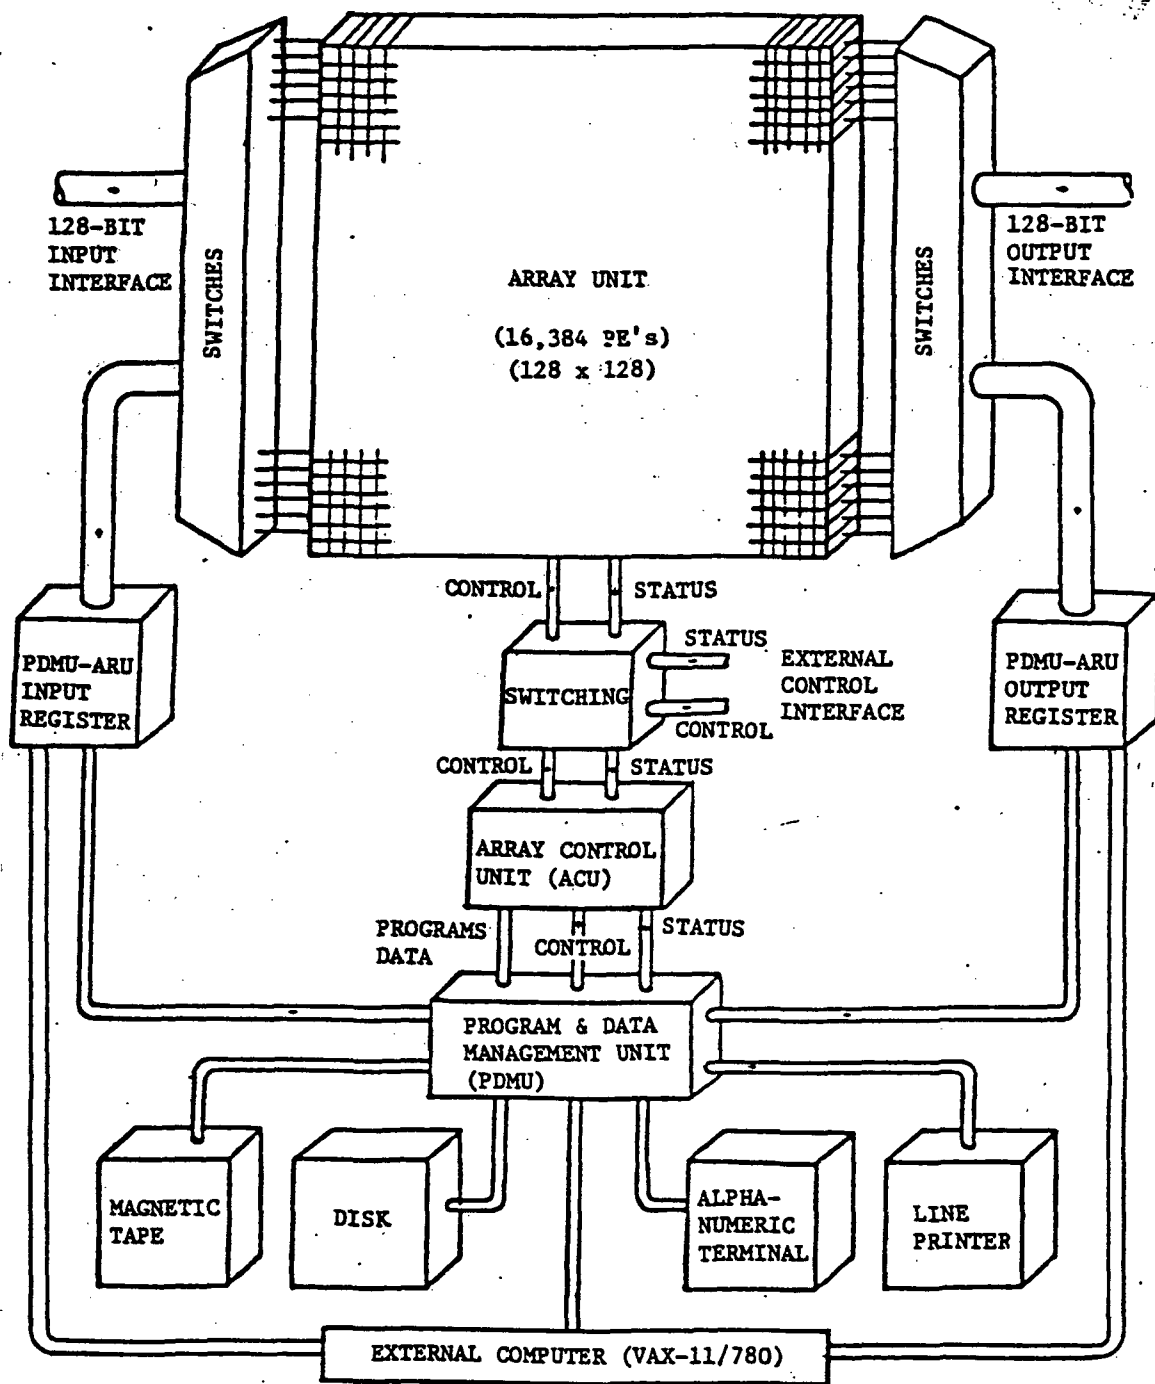 128-BIT
INPUT
INTERFACE
SWITCHES
ARRAY UNIT
(16,384 PE's)
(128 x 128)
SWITCHES
128-BIT
OUTPUT
INTERFACE
CONTROL
STATUS
PDMU-ARU
INPUT
REGISTER
SWITCHING
STATUS
CONTROL
EXTERNAL
CONTROL
INTERFACE
PDMU-ARU
OUTPUT
REGISTER
CONTROL
STATUS
ARRAY CONTROL
UNIT (ACU)
PROGRAMS
DATA
CONTROL
STATUS
PROGRAM & DATA
MANAGEMENT UNIT
(PDMU)
MAGNETIC
TAPE
DISK
ALPHA-
NUMERIC
TERMINAL
LINE
PRINTER
EXTERNAL COMPUTER (VAX-11/780)